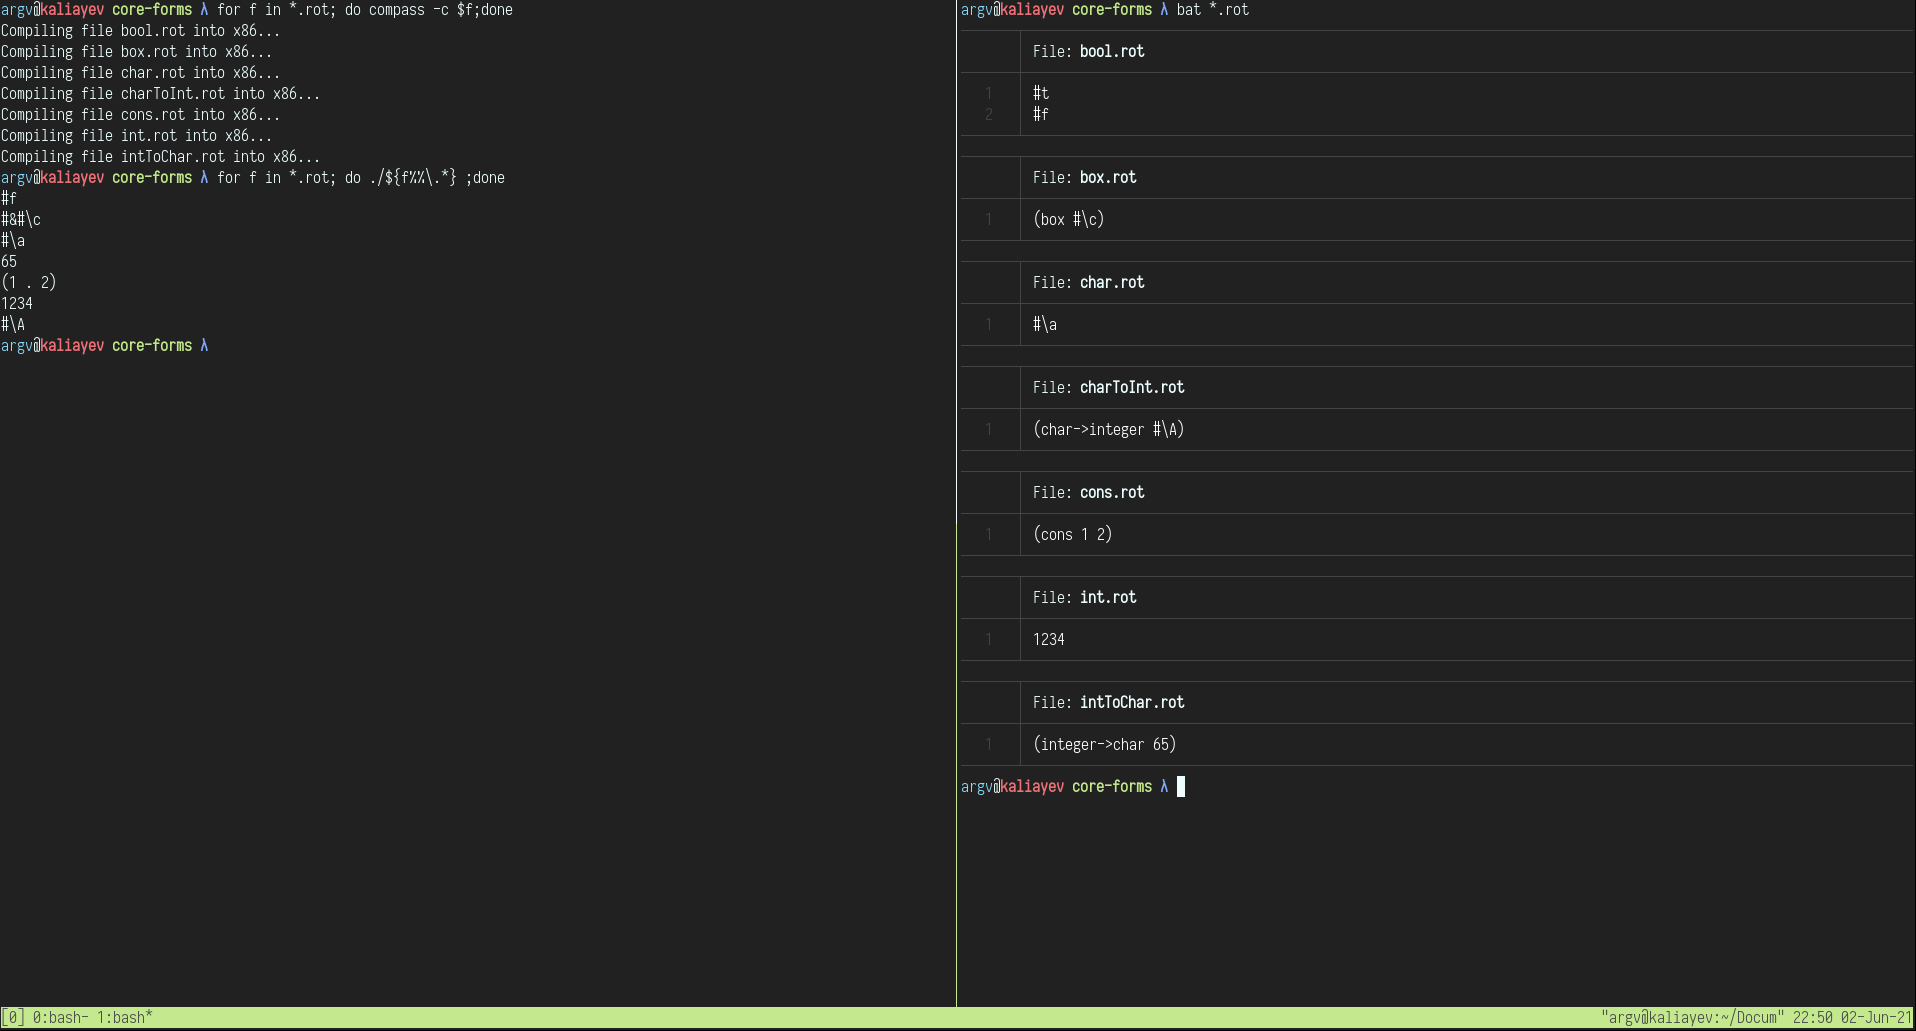 argv@kaliayev core-forms λ for f in *.rot; do compass -c $f;done
Compiling file bool.rot into x86...
Compiling file box.rot into x86...
Compiling file char.rot into x86...
Compiling file charToInt.rot into x86...
Compiling file cons.rot into x86...
Compiling file int.rot into x86...
Compiling file intToChar.rot into x86...
argv@kaliayev core-forms λ for f in *.rot; do ./${f%%\.*} ;done
#f
#&#\c
#\a
65
(1 . 2)
1234
#\A
argv@kaliayev core-forms λ
argv@kaliayev core-forms λ bat *.rot
File: bool.rot
1 #t
2 #f
File: box.rot
1 (box #\c)
File: char.rot
1 #\a
File: charToInt.rot
1 (char->integer #\A)
File: cons.rot
1 (cons 1 2)
File: int.rot
1 1234
File: intToChar.rot
1 (integer->char 65)
argv@kaliayev core-forms λ
[0] 0:bash- 1:bash* "argv@kaliayev:~/Docum" 22:50 02-Jun-21